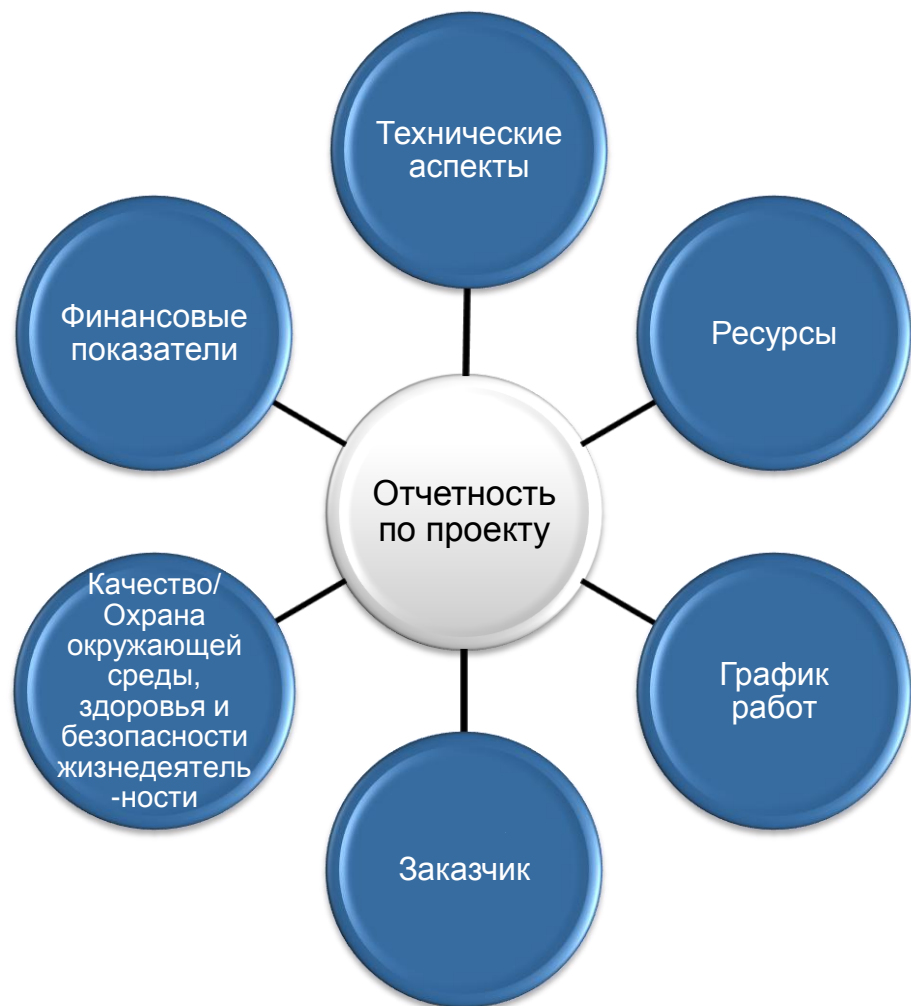 Технические
аспекты
Финансовые
показатели
Ресурсы
Отчетность
по проекту
Качество/
Охрана
окружающей
среды,
здоровья и
безопасности
жизнедеятель
-ности
График
работ
Заказчик